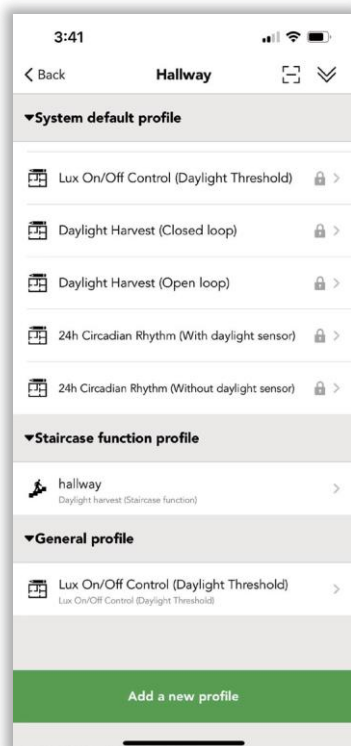 3:41
Back
Hallway
System default profile
Lux On/Off Control (Daylight Threshold)
Daylight Harvest (Closed loop)
Daylight Harvest (Open loop)
24h Circadian Rhythm (With daylight sensor)
24h Circadian Rhythm (Without daylight sensor)
Staircase function profile
hallway
Daylight harvest (Staircase function)
General profile
Lux On/Off Control (Daylight Threshold)
Lux On/Off Control (Daylight Threshold)
Add a new profile